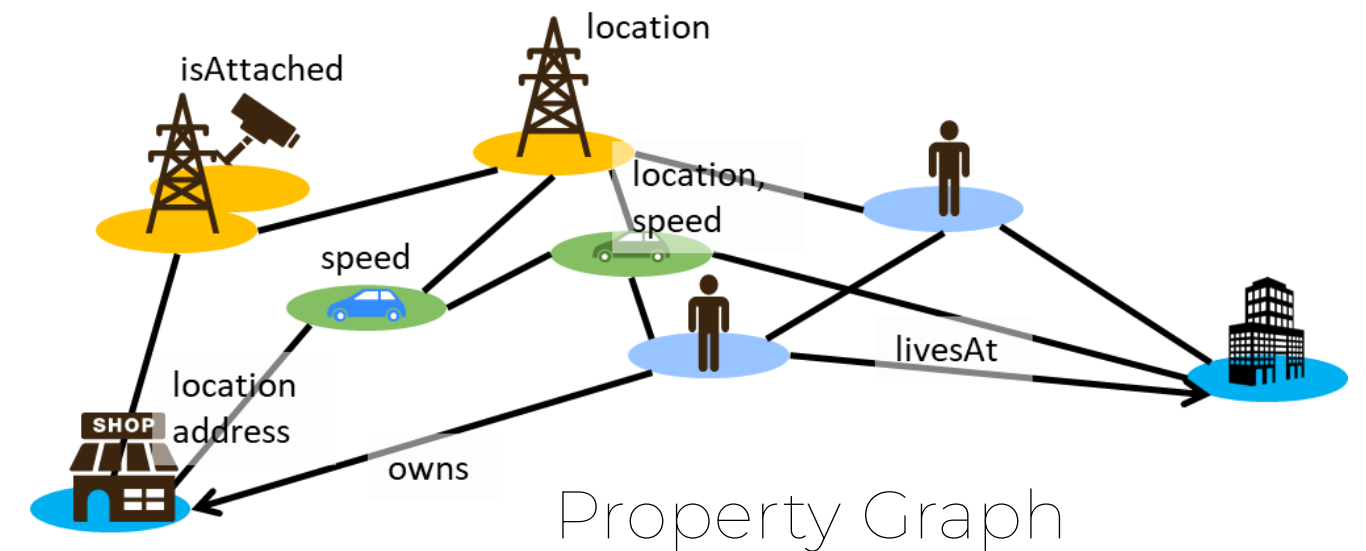 location
isAttached
location,
speed
speed
livesAt
location
address
SHOP
owns
Property Graph